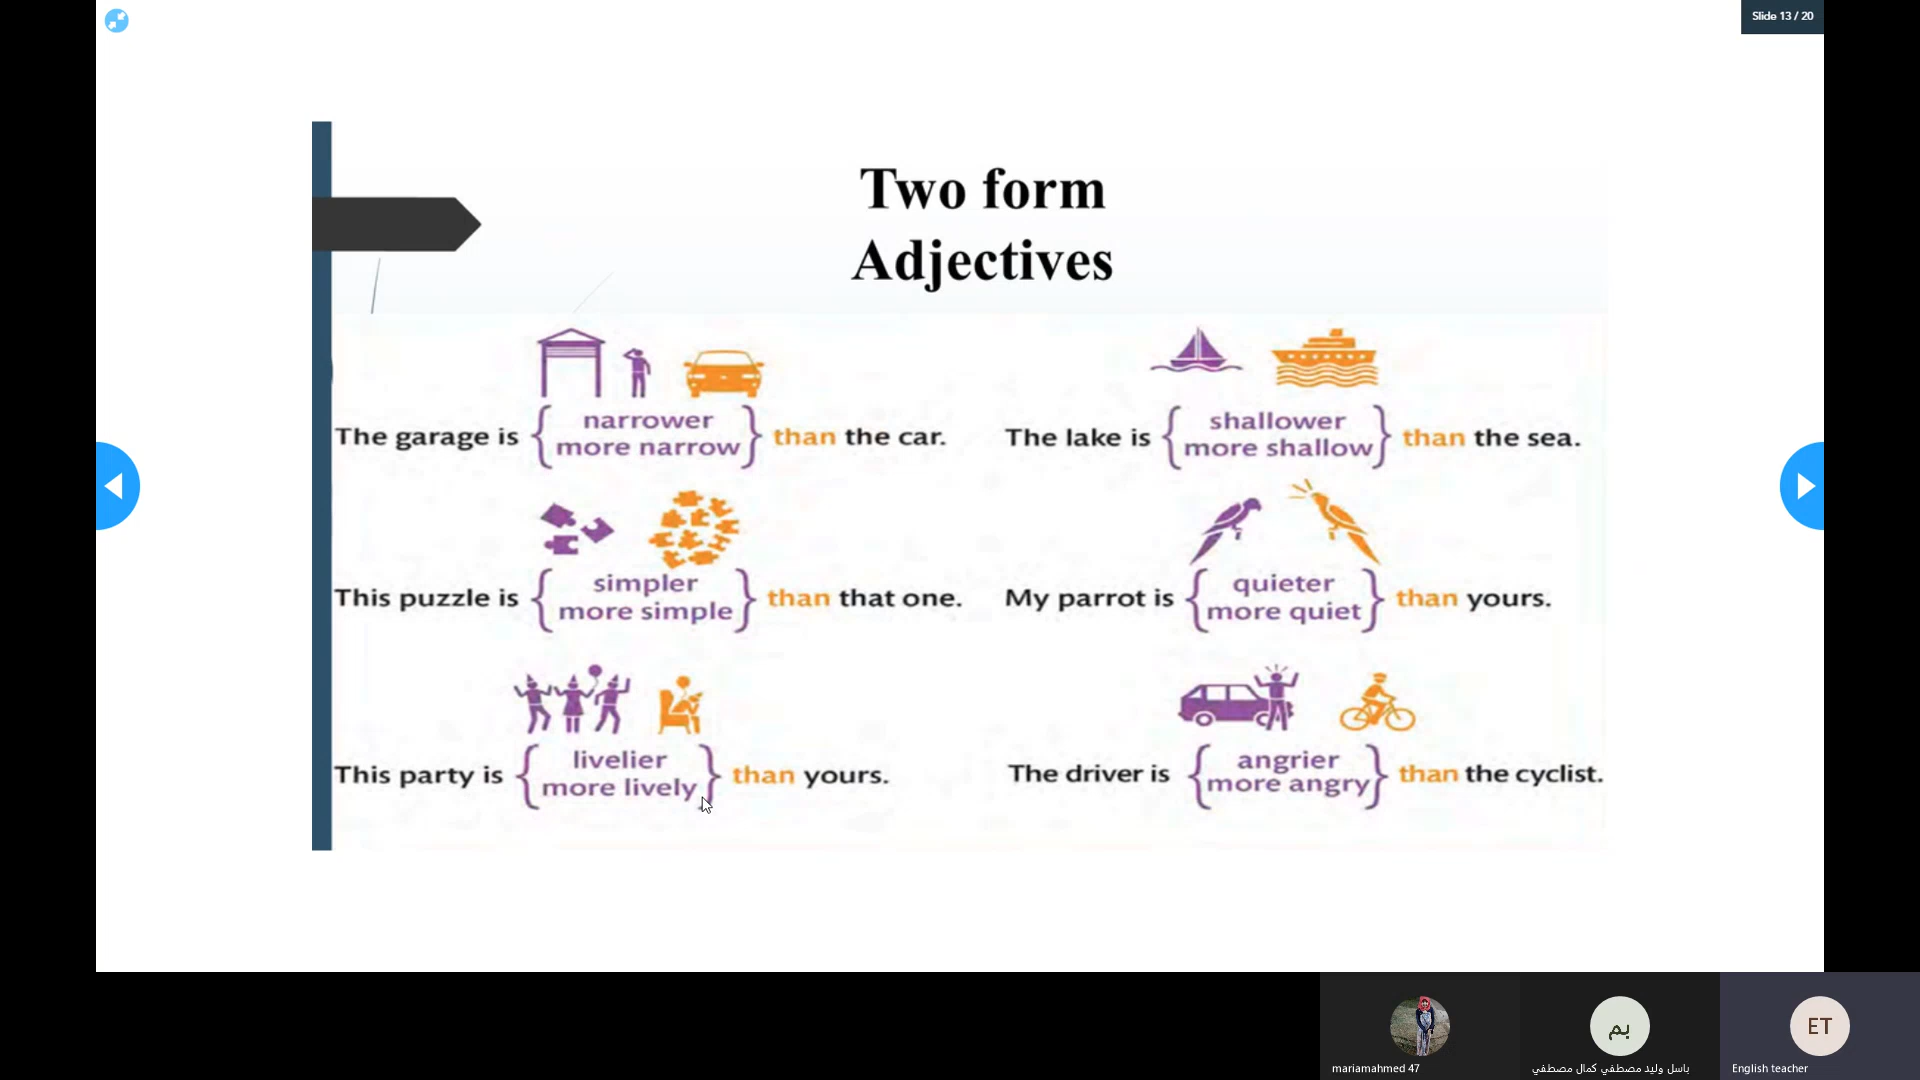 Slide 13 / 20
Two form
Adjectives
The garage is { narrower
more narrow } than the car.
The lake is { shallower
more shallow } than the sea.
This puzzle is { simpler
more simple } than that one.
My parrot is { quieter
more quiet } than yours.
This party is { livelier
more lively } than yours.
The driver is { angrier
more angry } than the cyclist.
بم
ET
mariamahmed 47
باسل وليد مصطفي كمال مصطفي
English teacher